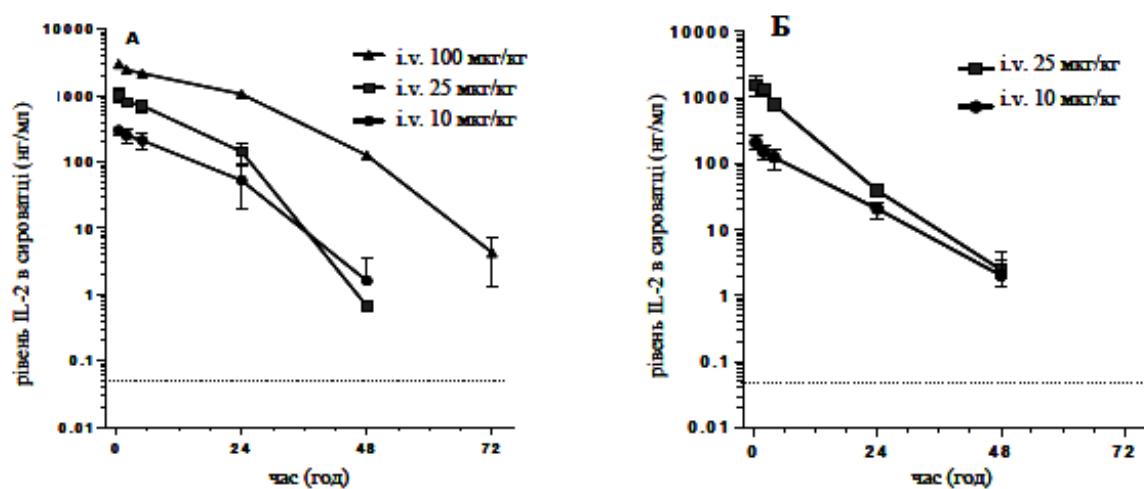 А
i.v. 100 мкг/кг
i.v. 25 мкг/кг
i.v. 10 мкг/кг
рівень IL-2 в сироватці (нг/мл)
10000
1000
100
10
1
0.1
0.01
0 24 48 72
час (год)
Б
i.v. 25 мкг/кг
i.v. 10 мкг/кг
рівень IL-2 в сироватці (нг/мл)
10000
1000
100
10
1
0.1
0.01
0 24 48 72
час (год)